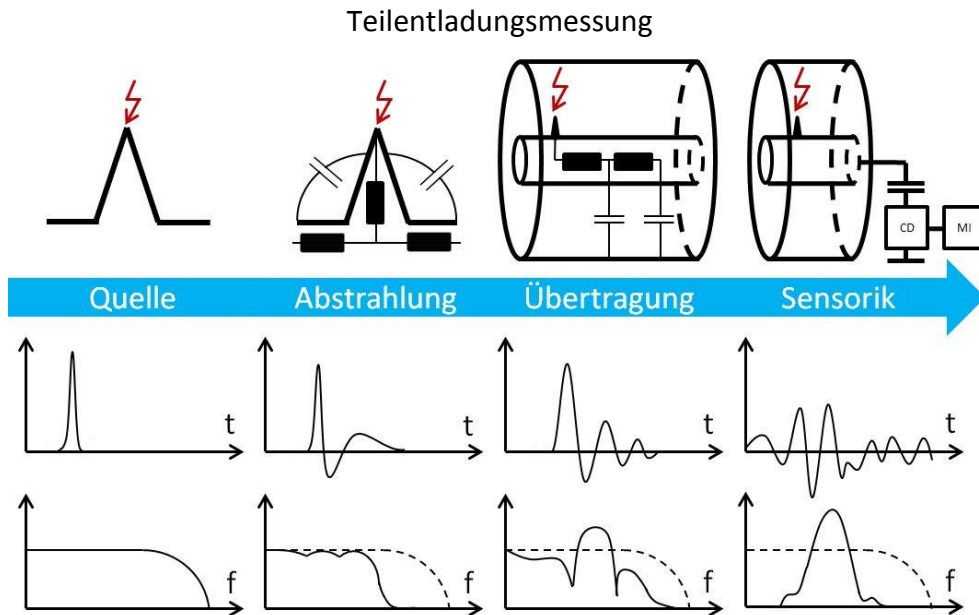 Teilentladungsmessung
CD
MI
Quelle
Abstrahlung
Übertragung
Sensorik
t
t
t
t
f
f
f
f